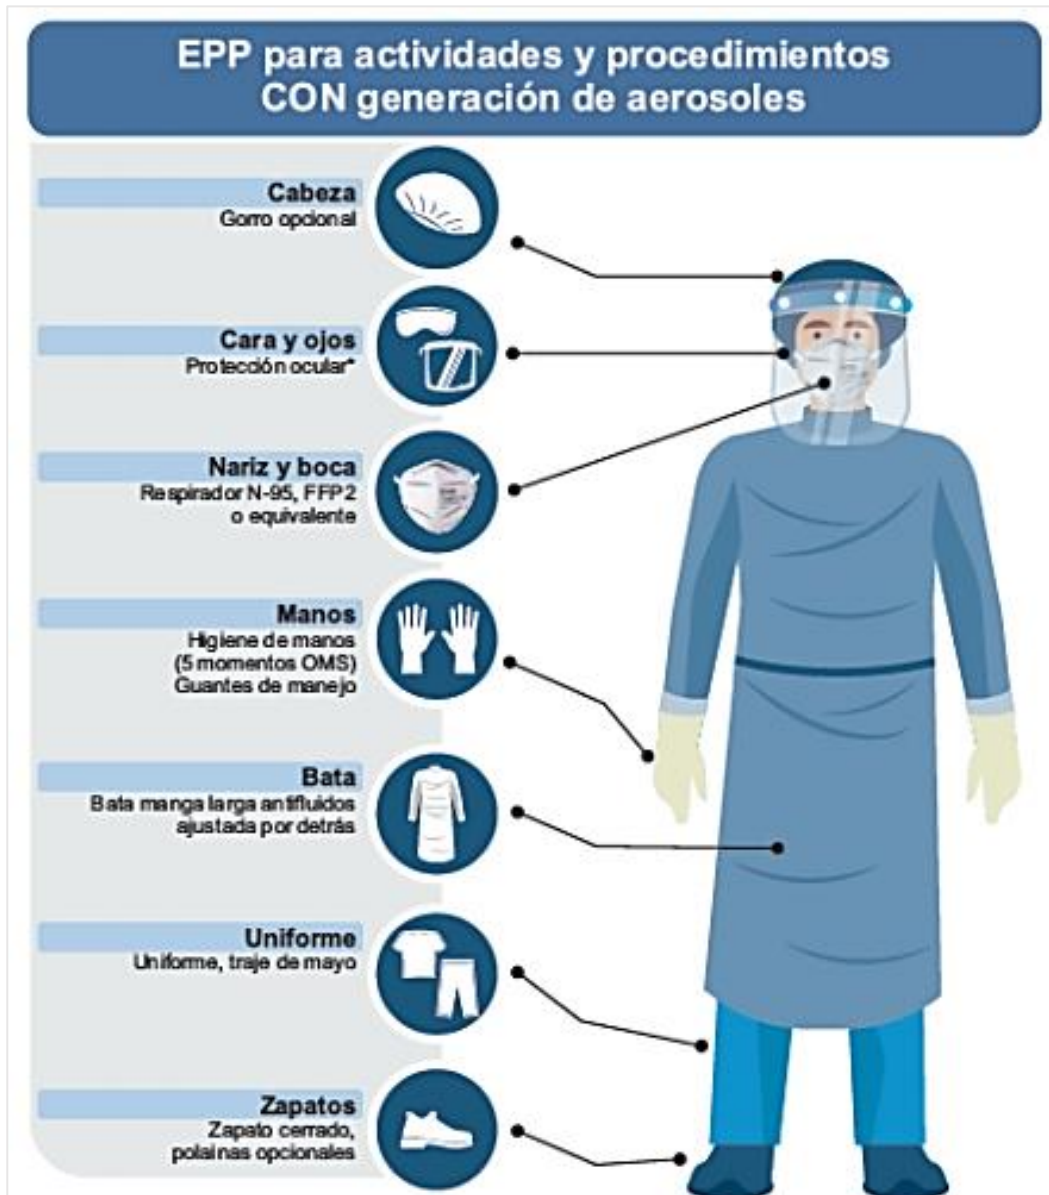 EPP para actividades y procedimientos
CON generación de aerosoles
Cabeza
Gorro opcional
Cara y ojos
Protección ocular*
Nariz y boca
Respirador N-95, FFP2
o equivalente
Manos
Higiene de manos
(5 momentos OMS)
Guantes de manejo
Bata
Bata manga larga antifluidos
ajustada por detrás
Uniforme
Uniforme, traje de mayo
Zapatos
Zapato cerrado,
polainas opcionales